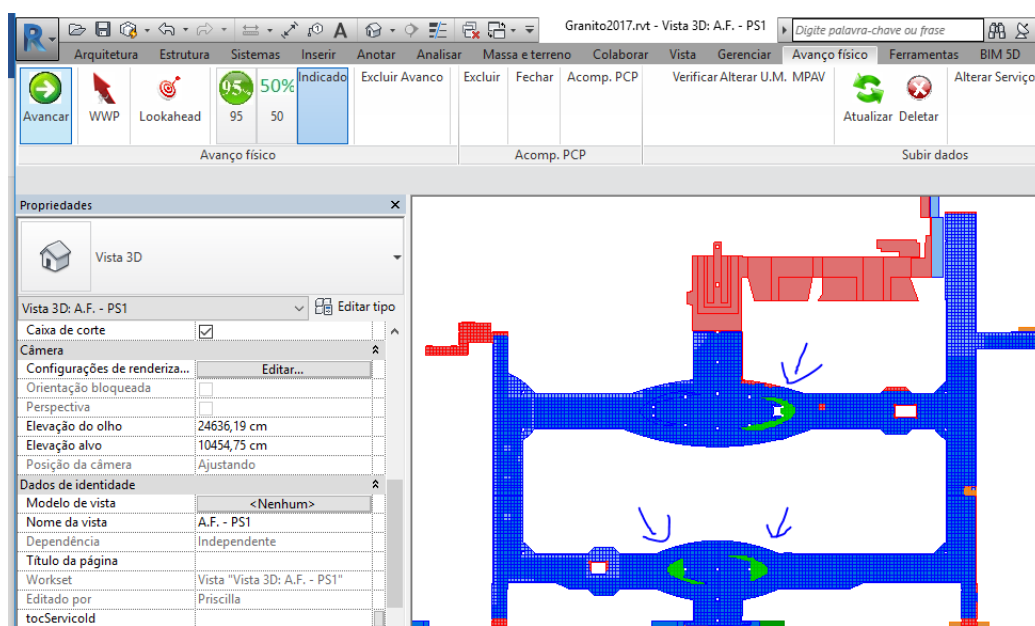 Granito2017.rvt - Vista 3D: A.F. - PS1
Digite palavra-chave ou frase
Arquitetura Estrutura Sistemas Inserir Anotar Analisar Massa e terreno Colaborar Vista Gerenciar Avanço físico Ferramentas BIM 5D
Avancar WWP Lookahead 95% 95 50% 50 Indicado Excluir Avanco Excluir Fechar Acomp. PCP Verificar Alterar U.M. MPAV Atualizar Deletar Alterar Serviço
Avanço físico Acomp. PCP Subir dados
Propriedades
Vista 3D
Vista 3D: A.F. - PS1 Editar tipo
Caixa de corte
Câmera
Configurações de renderiza... Editar...
Orientação bloqueada
Perspectiva
Elevação do olho 24636,19 cm
Elevação alvo 10454,75 cm
Posição da câmera Ajustando
Dados de identidade
Modelo de vista <Nenhum>
Nome da vista A.F. - PS1
Dependência Independente
Título da página
Workset Vista "Vista 3D: A.F. - PS1"
Editado por Priscilla
tocServicoId